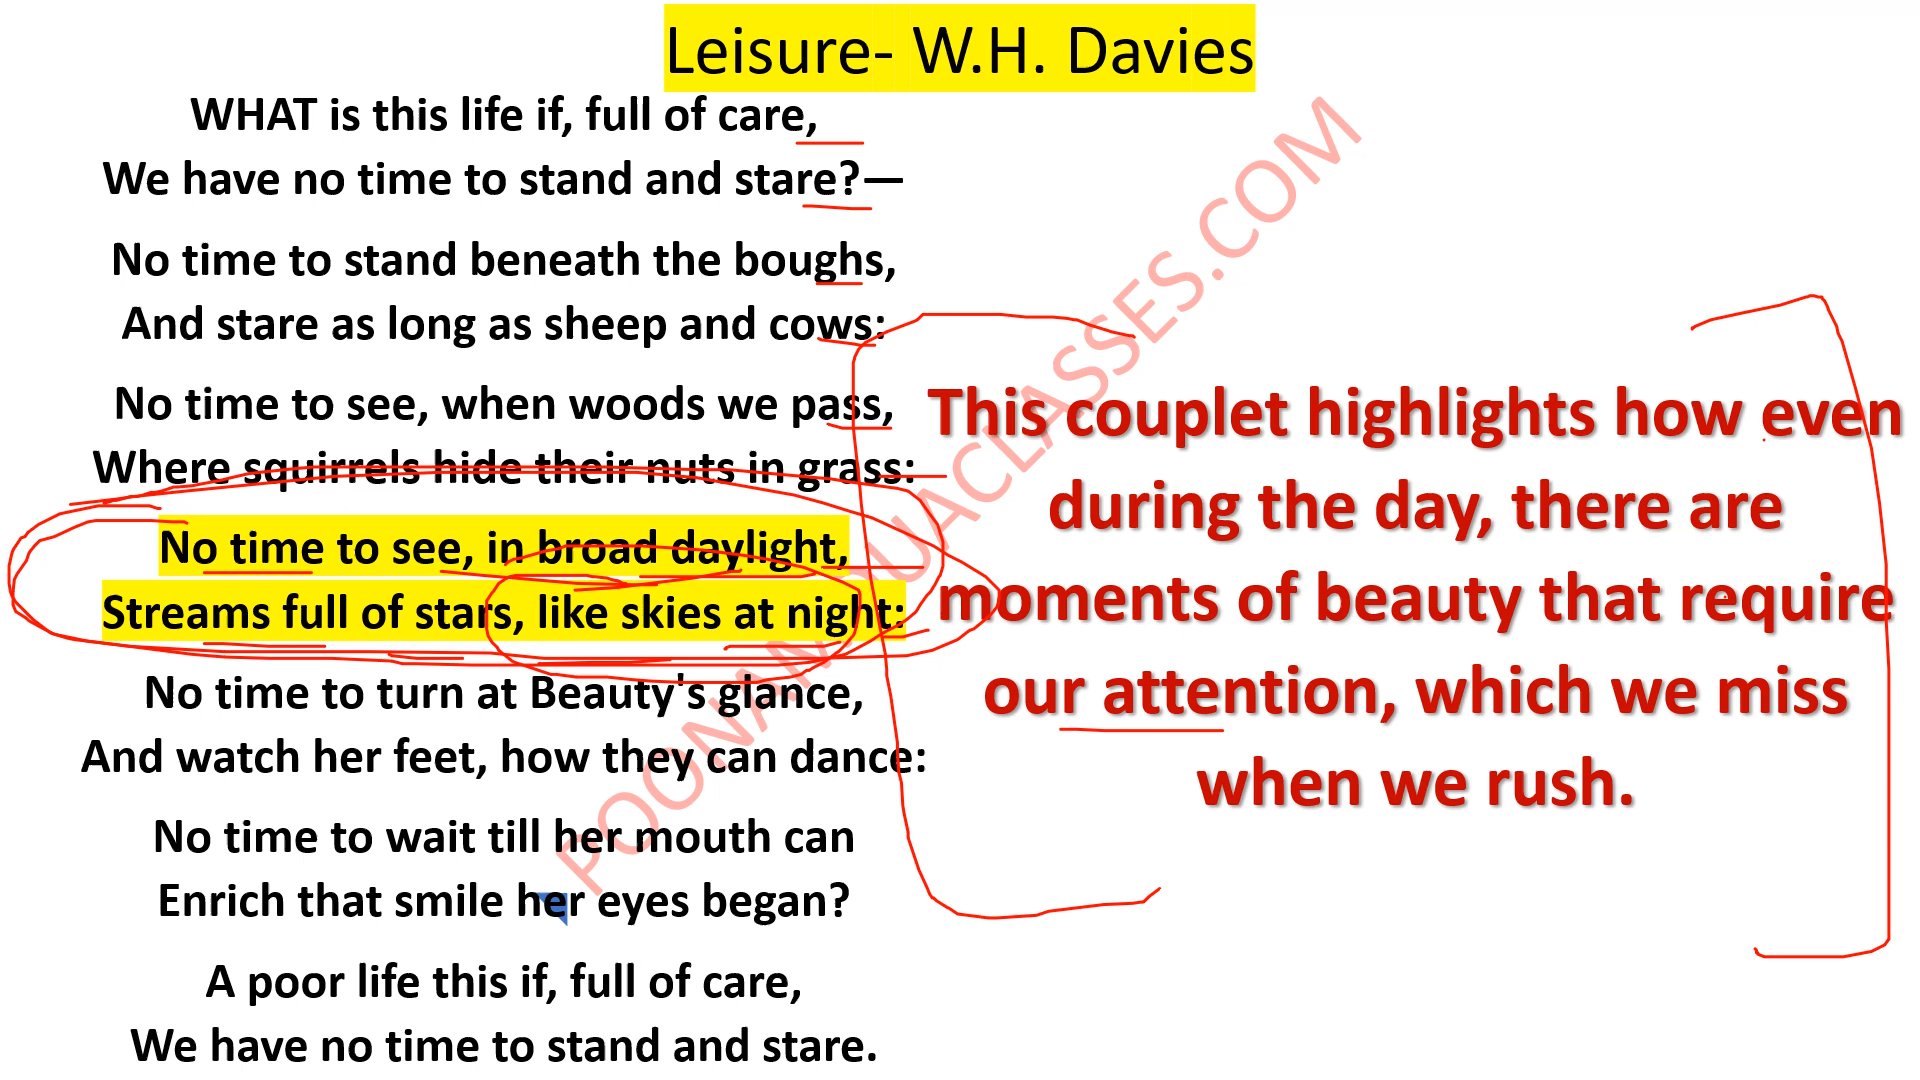 Leisure- W.H. Davies
WHAT is this life if, full of care,
We have no time to stand and stare?—
No time to stand beneath the boughs,
And stare as long as sheep and cows:
No time to see, when woods we pass,
Where squirrels hide their nuts in grass:
No time to see, in broad daylight,
Streams full of stars, like skies at night:
No time to turn at Beauty's glance,
And watch her feet, how they can dance:
No time to wait till her mouth can
Enrich that smile her eyes began?
A poor life this if, full of care,
We have no time to stand and stare.
This couplet highlights how even
during the day, there are
moments of beauty that require
our attention, which we miss
when we rush.